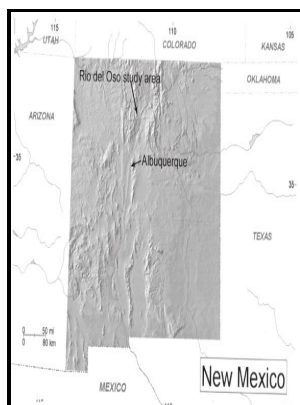 115
110
105
UTAH
COLORADO
KANSAS
Rio del Oso study area
OKLAHOMA
ARIZONA
35
Albuquerque
35
TEXAS
0 50 mi
0 80 km
MEXICO
New Mexico